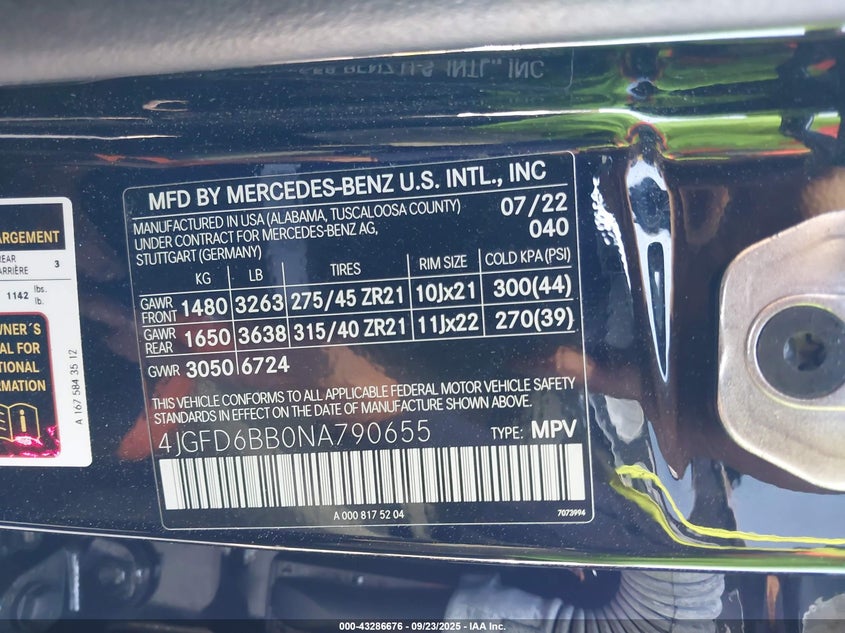 ARGEMENT
REAR
ARRIÈRE 3
1142 lbs.
lb.
WNER´S
AL FOR
TIONAL
ORMATION
A 167 584 35 12
MFD BY MERCEDES-BENZ U.S. INTL., INC
MANUFACTURED IN USA (ALABAMA, TUSCALOOSA COUNTY) 07/22
UNDER CONTRACT FOR MERCEDES-BENZ AG, 040
STUTTGART (GERMANY)
KG LB TIRES RIM SIZE COLD KPA (PSI)
GAWR FRONT 1480 3263 275/45 ZR21 10Jx21 300(44)
GAWR REAR 1650 3638 315/40 ZR21 11Jx22 270(39)
GVWR 3050 6724
THIS VEHICLE CONFORMS TO ALL APPLICABLE FEDERAL MOTOR VEHICLE SAFETY
STANDARDS IN EFFECT ON THE DATE OF MANUFACTURE SHOWN ABOVE.
4JGFD6BB0NA790655 TYPE: MPV
A 000 817 52 04 7073994
000-43286676 - 09/23/2025 - IAA Inc.